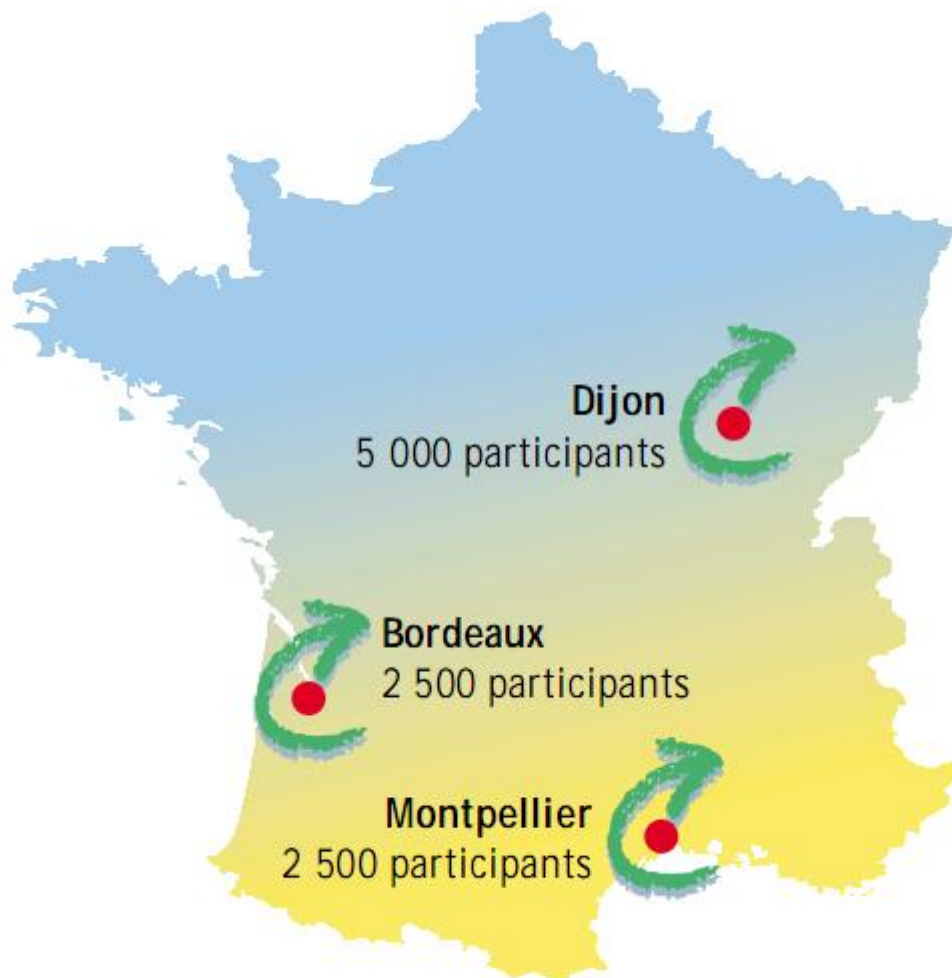 Dijon
5 000 participants
Bordeaux
2 500 participants
Montpellier
2 500 participants